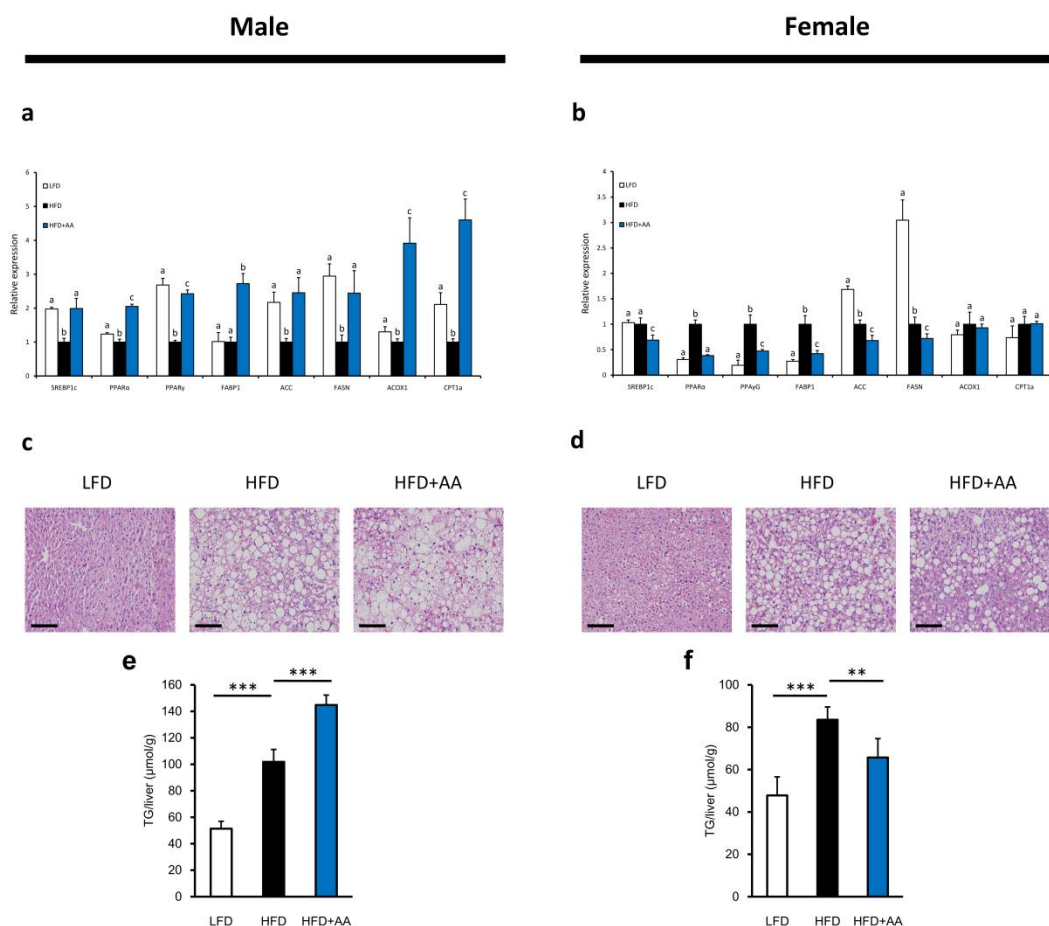 Male Female
a
b
6
5
4
3
2
1
0
Relative expression
LFD
HFD
HFD+AA
a b a
a b c
a b c
a a b
a b a
a b a
a b c
a b c
SREBP1c PPARα PPARγ FABP1 ACC FASN ACOX1 CPT1a
4
3.5
3
2.5
2
1.5
1
0.5
0
Relative expression
LFD
HFD
HFD+AA
a a c
a b a
a b c
a b c
a b c
a b c
a a a
a a a
SREBP1c PPARα PPAγG FABP1 ACC FASN ACOX1 CPT1a
c
d
LFD HFD HFD+AA
LFD HFD HFD+AA
e
160
140
120
100
80
60
40
20
0
TG/liver (µmol/g)
*** ***
LFD HFD HFD+AA
f
100
80
60
40
20
0
TG/liver (µmol/g)
*** **
LFD HFD HFD+AA